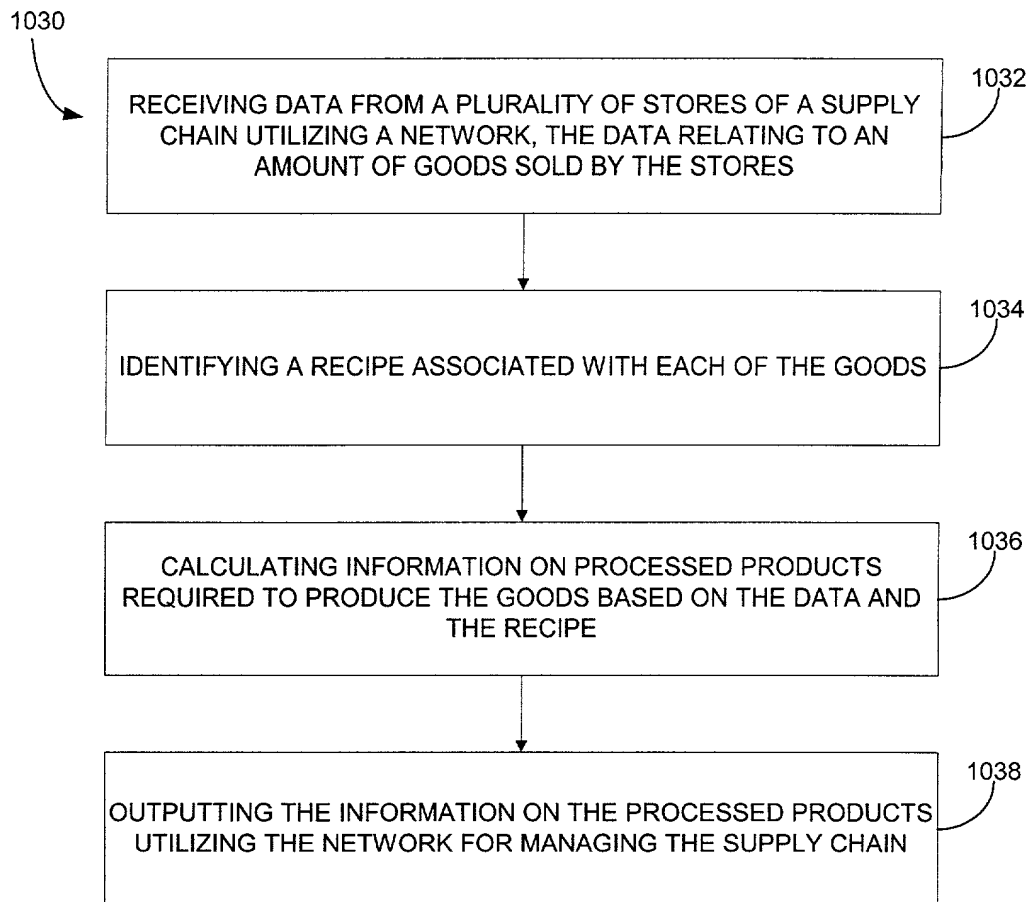 1030
1032
RECEIVING DATA FROM A PLURALITY OF STORES OF A SUPPLY
CHAIN UTILIZING A NETWORK, THE DATA RELATING TO AN
AMOUNT OF GOODS SOLD BY THE STORES
1034
IDENTIFYING A RECIPE ASSOCIATED WITH EACH OF THE GOODS
1036
CALCULATING INFORMATION ON PROCESSED PRODUCTS
REQUIRED TO PRODUCE THE GOODS BASED ON THE DATA AND
THE RECIPE
1038
OUTPUTTING THE INFORMATION ON THE PROCESSED PRODUCTS
UTILIZING THE NETWORK FOR MANAGING THE SUPPLY CHAIN